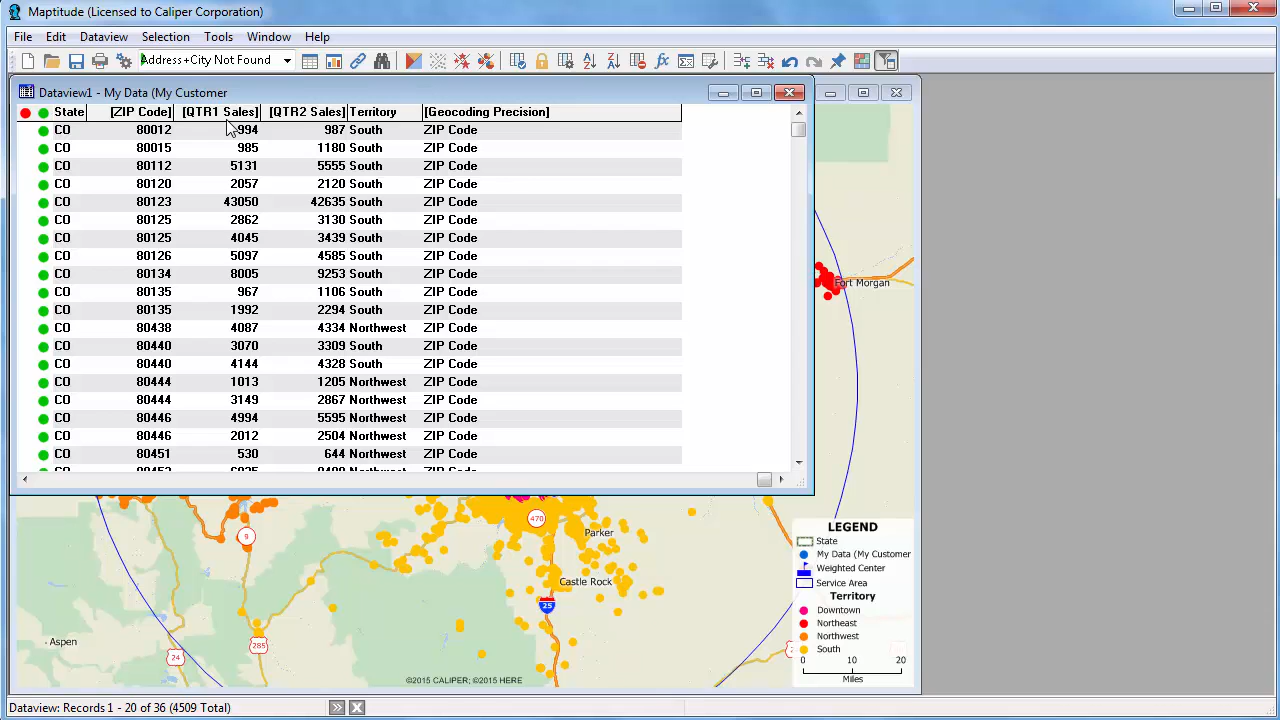 Maptitude (Licensed to Caliper Corporation)
File Edit Dataview Selection Tools Window Help
Address+City Not Found
Dataview1 - My Data (My Customer
State [ZIP Code] [QTR1 Sales] [QTR2 Sales] Territory [Geocoding Precision]
CO 80012 994 987 South ZIP Code
CO 80015 985 1180 South ZIP Code
CO 80112 5131 5555 South ZIP Code
CO 80120 2057 2120 South ZIP Code
CO 80123 43050 42635 South ZIP Code
CO 80125 2862 3130 South ZIP Code
CO 80125 4045 3439 South ZIP Code
CO 80126 5097 4585 South ZIP Code
CO 80134 8005 9253 South ZIP Code
CO 80135 967 1106 South ZIP Code
CO 80135 1992 2294 South ZIP Code
CO 80438 4087 4334 Northwest ZIP Code
CO 80440 3070 3309 South ZIP Code
CO 80440 4144 4328 South ZIP Code
CO 80444 1013 1205 Northwest ZIP Code
CO 80444 3149 2867 Northwest ZIP Code
CO 80446 4994 5595 Northwest ZIP Code
CO 80446 2012 2504 Northwest ZIP Code
CO 80451 530 644 Northwest ZIP Code
Fort Morgan
470
Parker
9
Castle Rock
25
Aspen
285
24
©2015 CALIPER; ©2015 HERE
LEGEND
State
My Data (My Customer
Weighted Center
Service Area
Territory
Downtown
Northeast
Northwest
South
0 10 20
Miles
Dataview: Records 1 - 20 of 36 (4509 Total)